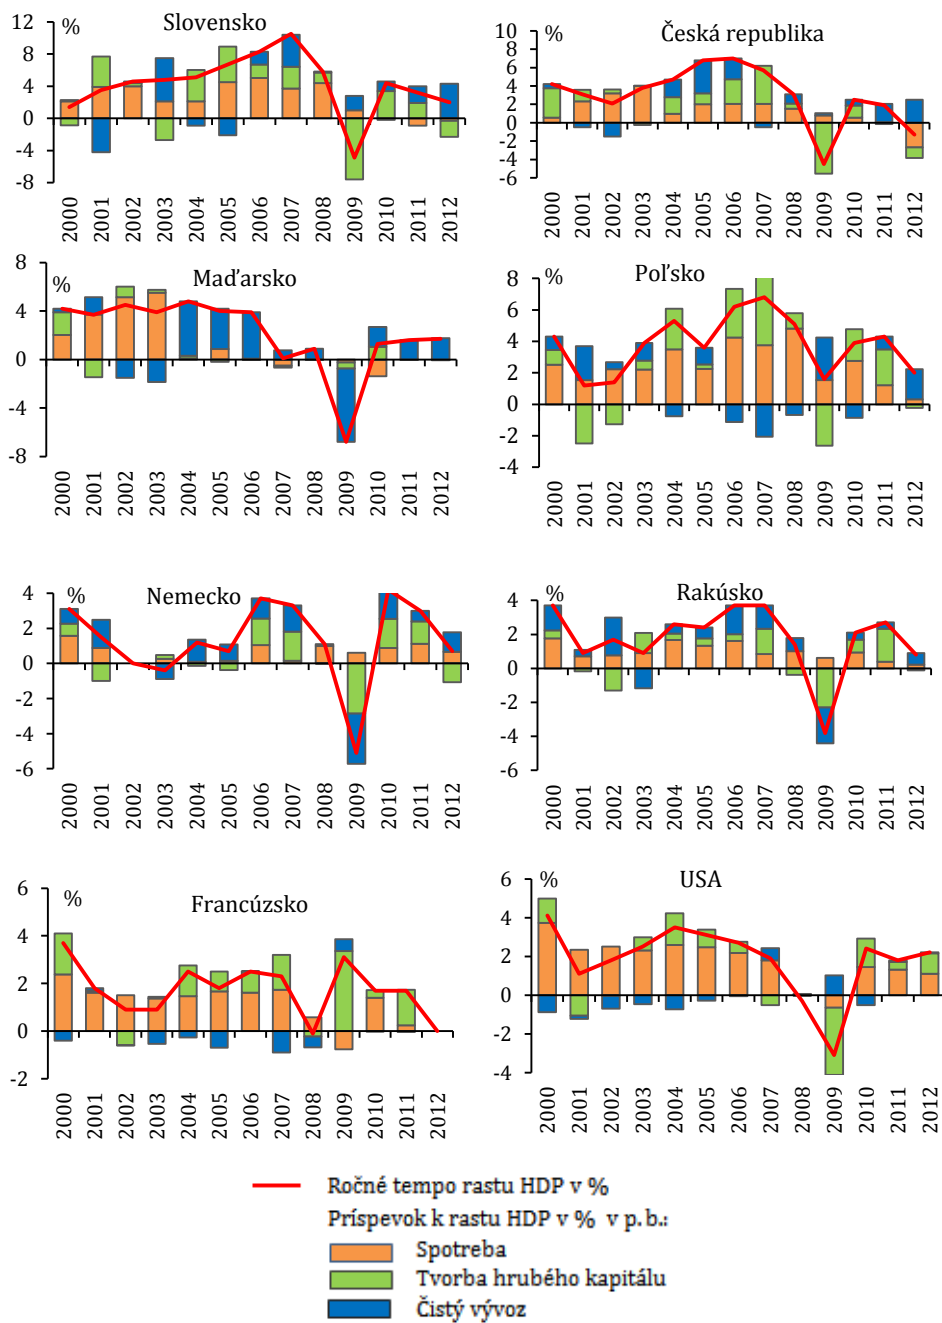 Slovensko
%
12
8
4
0
-4
-8
2000 2001 2002 2003 2004 2005 2006 2007 2008 2009 2010 2011 2012
Česká republika
%
10
8
6
4
2
0
-2
-4
-6
2000 2001 2002 2003 2004 2005 2006 2007 2008 2009 2010 2011 2012
Maďarsko
%
8
4
0
-4
-8
2000 2001 2002 2003 2004 2005 2006 2007 2008 2009 2010 2011 2012
Poľsko
%
8
6
4
2
0
-2
-4
2000 2001 2002 2003 2004 2005 2006 2007 2008 2009 2010 2011 2012
Nemecko
%
4
2
0
-2
-4
-6
2000 2001 2002 2003 2004 2005 2006 2007 2008 2009 2010 2011 2012
Rakúsko
%
4
2
0
-2
-4
-6
2000 2001 2002 2003 2004 2005 2006 2007 2008 2009 2010 2011 2012
Francúzsko
%
6
4
2
0
-2
2000 2001 2002 2003 2004 2005 2006 2007 2008 2009 2010 2011 2012
USA
%
6
4
2
0
-2
-4
2000 2001 2002 2003 2004 2005 2006 2007 2008 2009 2010 2011 2012
Ročné tempo rastu HDP v %
Príspevok k rastu HDP v % v p. b.:
Spotreba
Tvorba hrubého kapitálu
Čistý vývoz